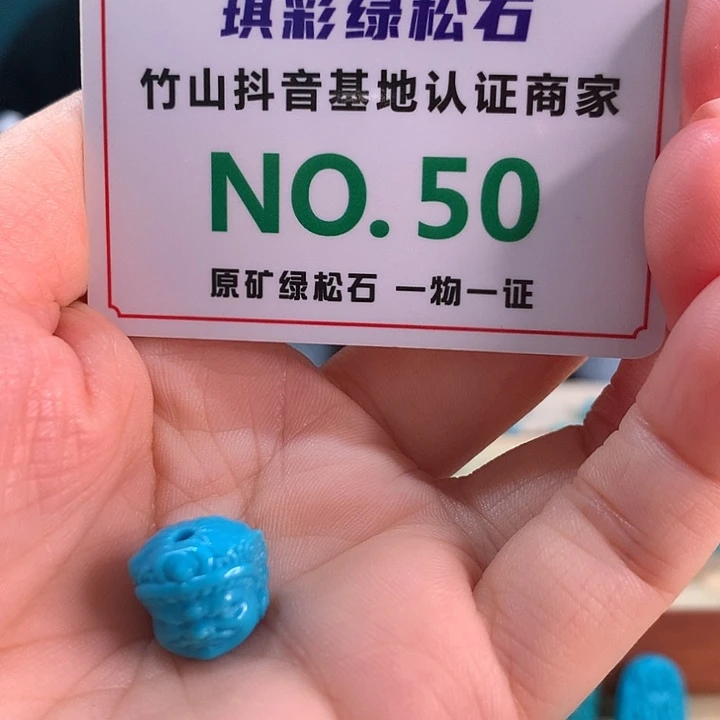 琪彩绿松石
竹山抖音基地认证商家
NO. 50
原矿绿松石 一物一证